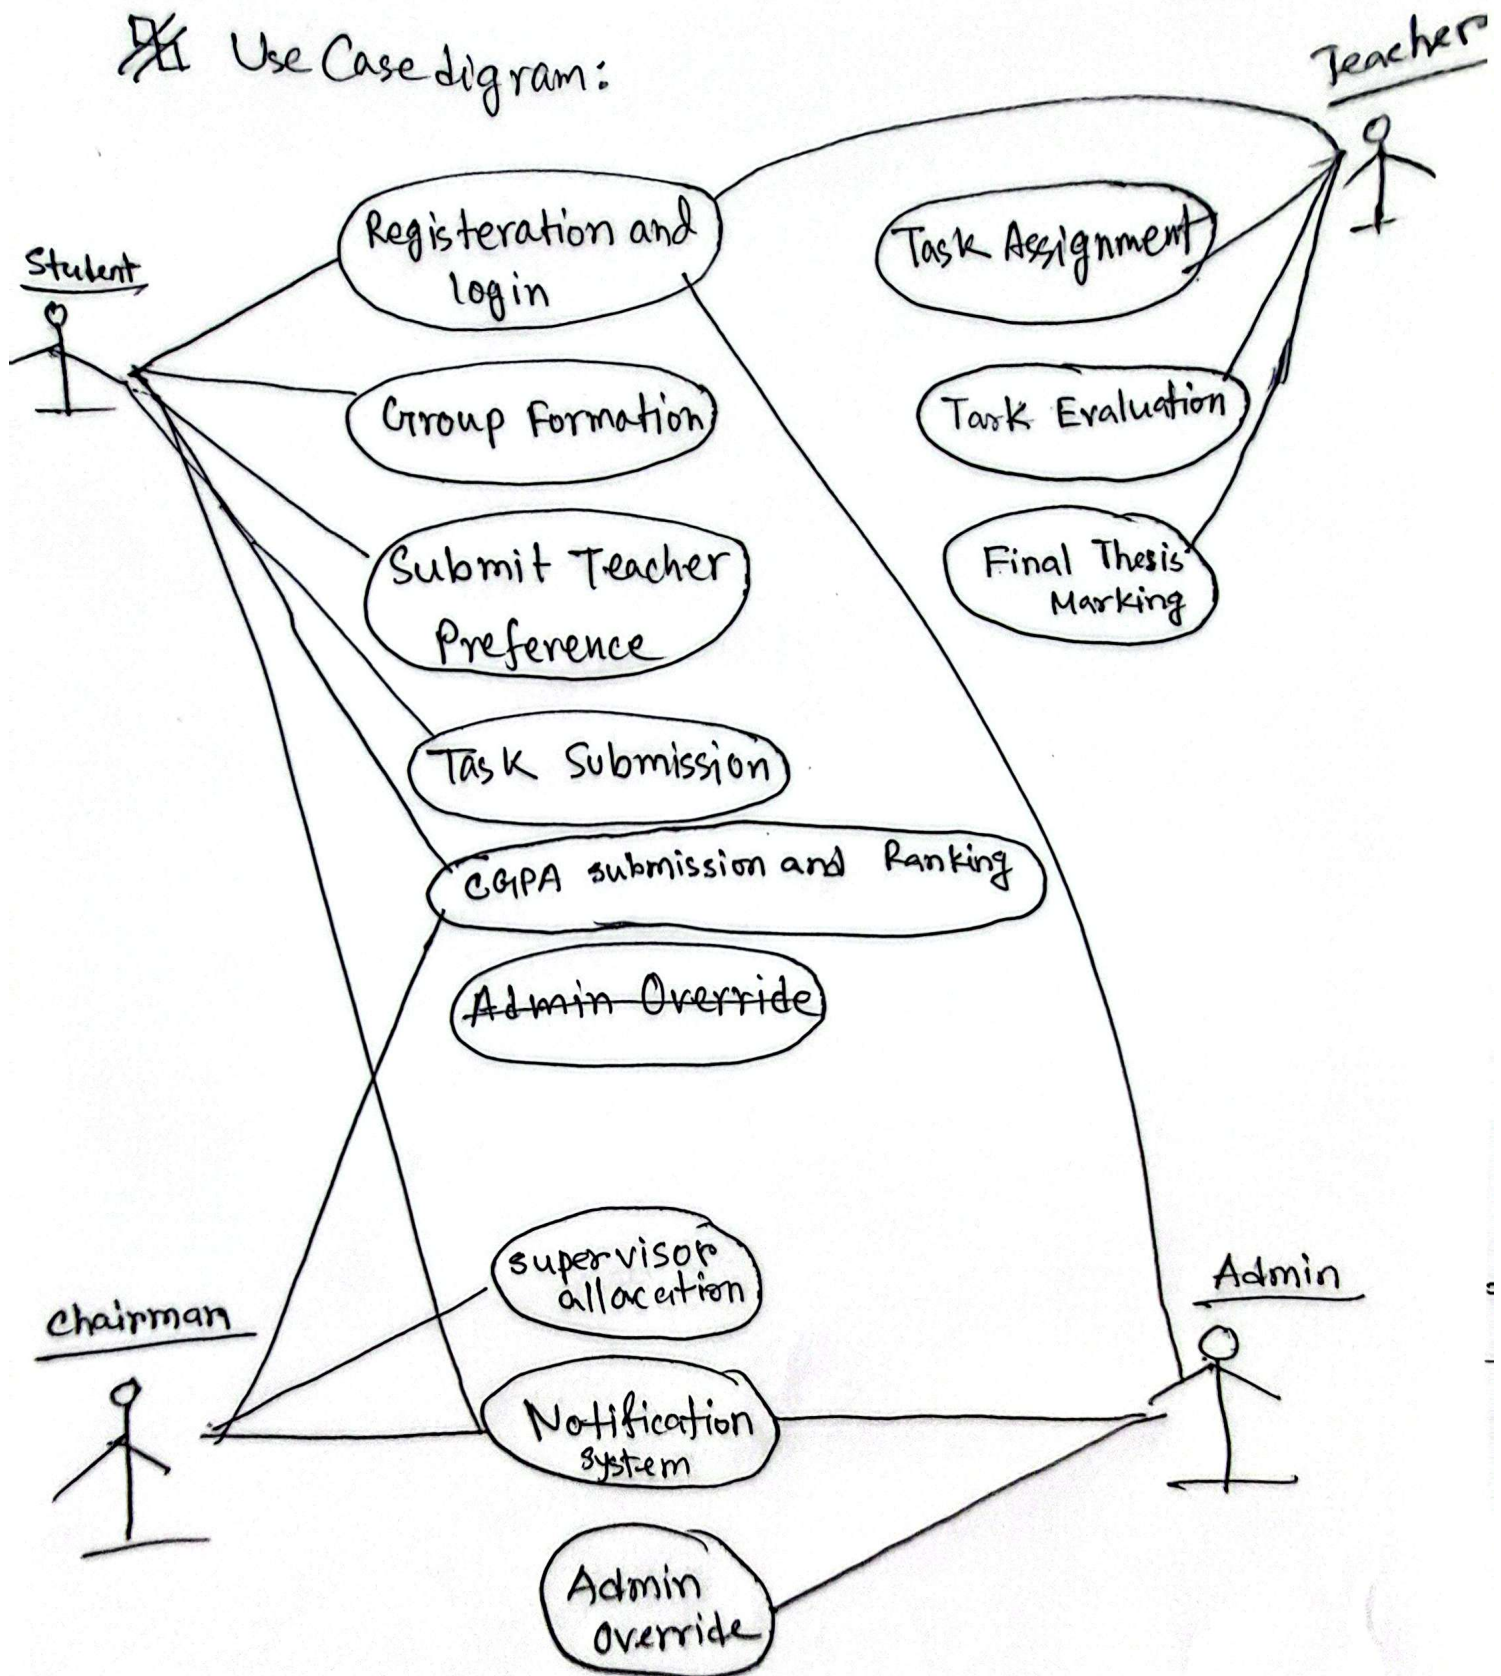 Use Case digram:
Teacher
Student
Registeration and
login
Task Assignment
Group Formation
Task Evaluation
Submit Teacher
Preference
Final Thesis
Marking
Task Submission
CGPA submission and Ranking
Admin Override
supervisor
allocation
Chairman
Admin
Notification
system
Admin
Override